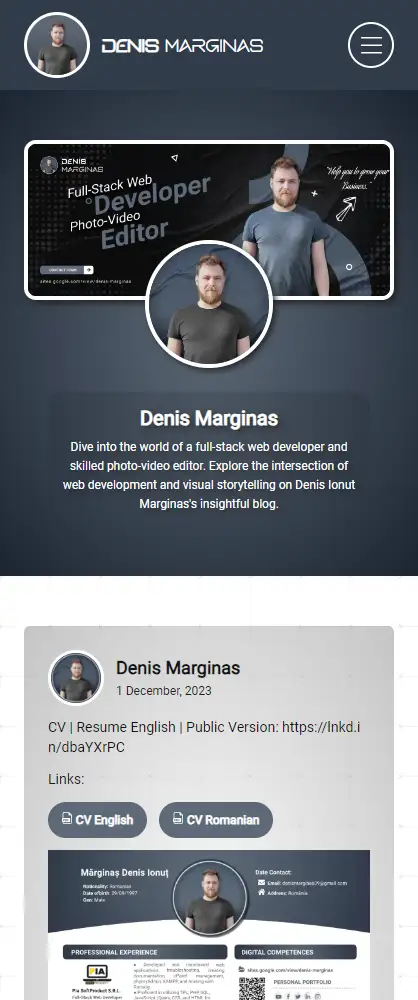 DENIS MARGINAS
DENIS
MARGINAS
Full-Stack Web
Developer
Photo-Video
Editor
Help you to grow your
Business.
CONTACT FORM
sites.google.com/view/denis-marginas
Denis Marginas
Dive into the world of a full-stack web developer and
skilled photo-video editor. Explore the intersection of
web development and visual storytelling on Denis Ionut
Marginas's insightful blog.
Denis Marginas
1 December, 2023
CV | Resume English | Public Version: https://lnkd.i
n/dbaYXrPC
Links:
CV English
CV Romanian
Mărginaș Denis Ionuț
Nationality: Romanian
Date of birth: 29/04/1997
Gen: Male
Date Contact:
Email: denismarginas29@gmail.com
Address: România
PROFESSIONAL EXPERIENCE
DIGITAL COMPETENCES
PIA
Pia Soft Product S.R.L.
Full-Stack Web Developer
sites.google.com/view/denis-marginas
PERSONAL PORTFOLIO